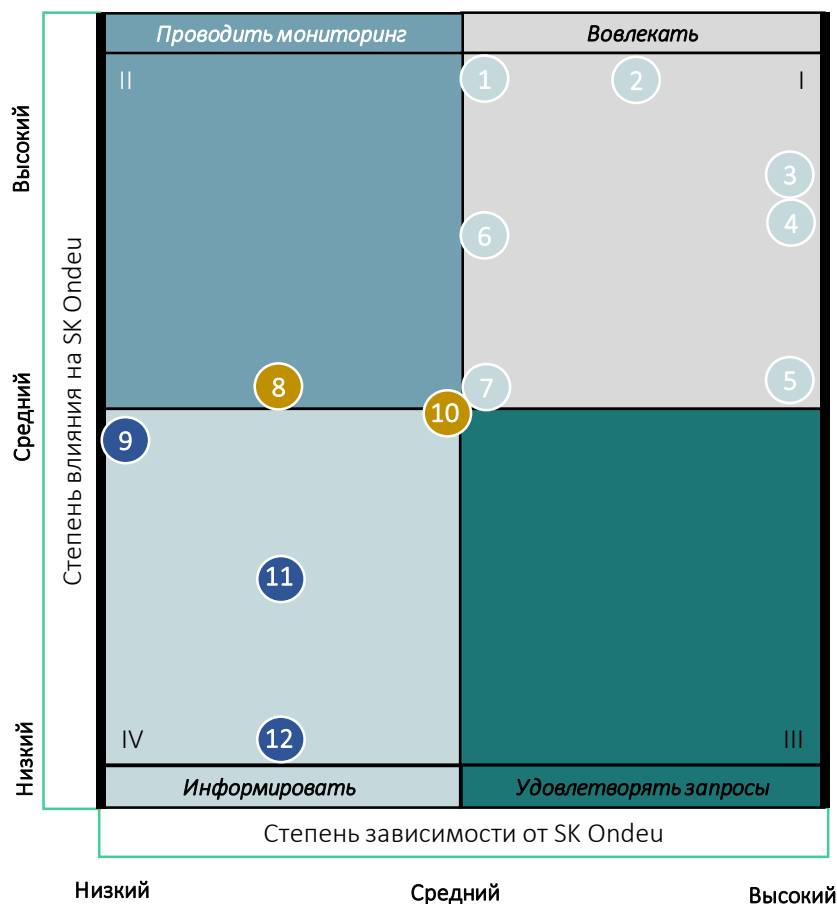 Проводить мониторинг
Вовлекать
II
1
2
I
Высокий
3
4
6
Степень влияния на SK Ondeu
Средний
8
7
5
10
9
11
Низкий
IV
12
III
Информировать
Удовлетворять запросы
Степень зависимости от SK Ondeu
Низкий
Средний
Высокий